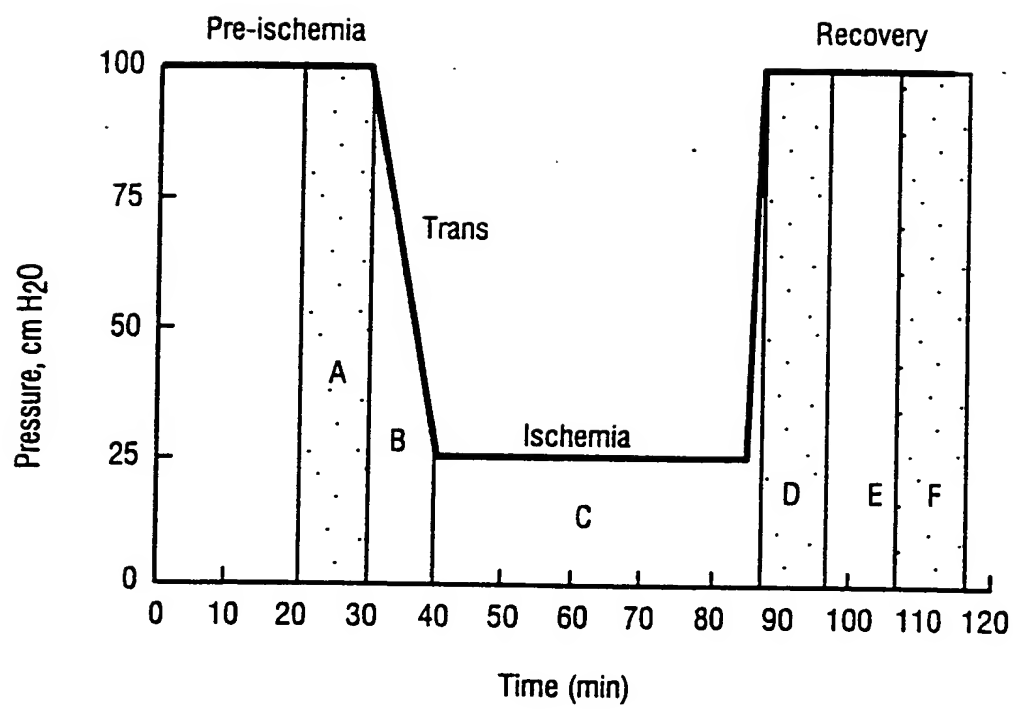 Pre-ischemia
Recovery
100
75
50
25
0
Pressure, cm H2O
Trans
Ischemia
A
B
C
D
E
F
0 10 20 30 40 50 60 70 80 90 100 110 120
Time (min)